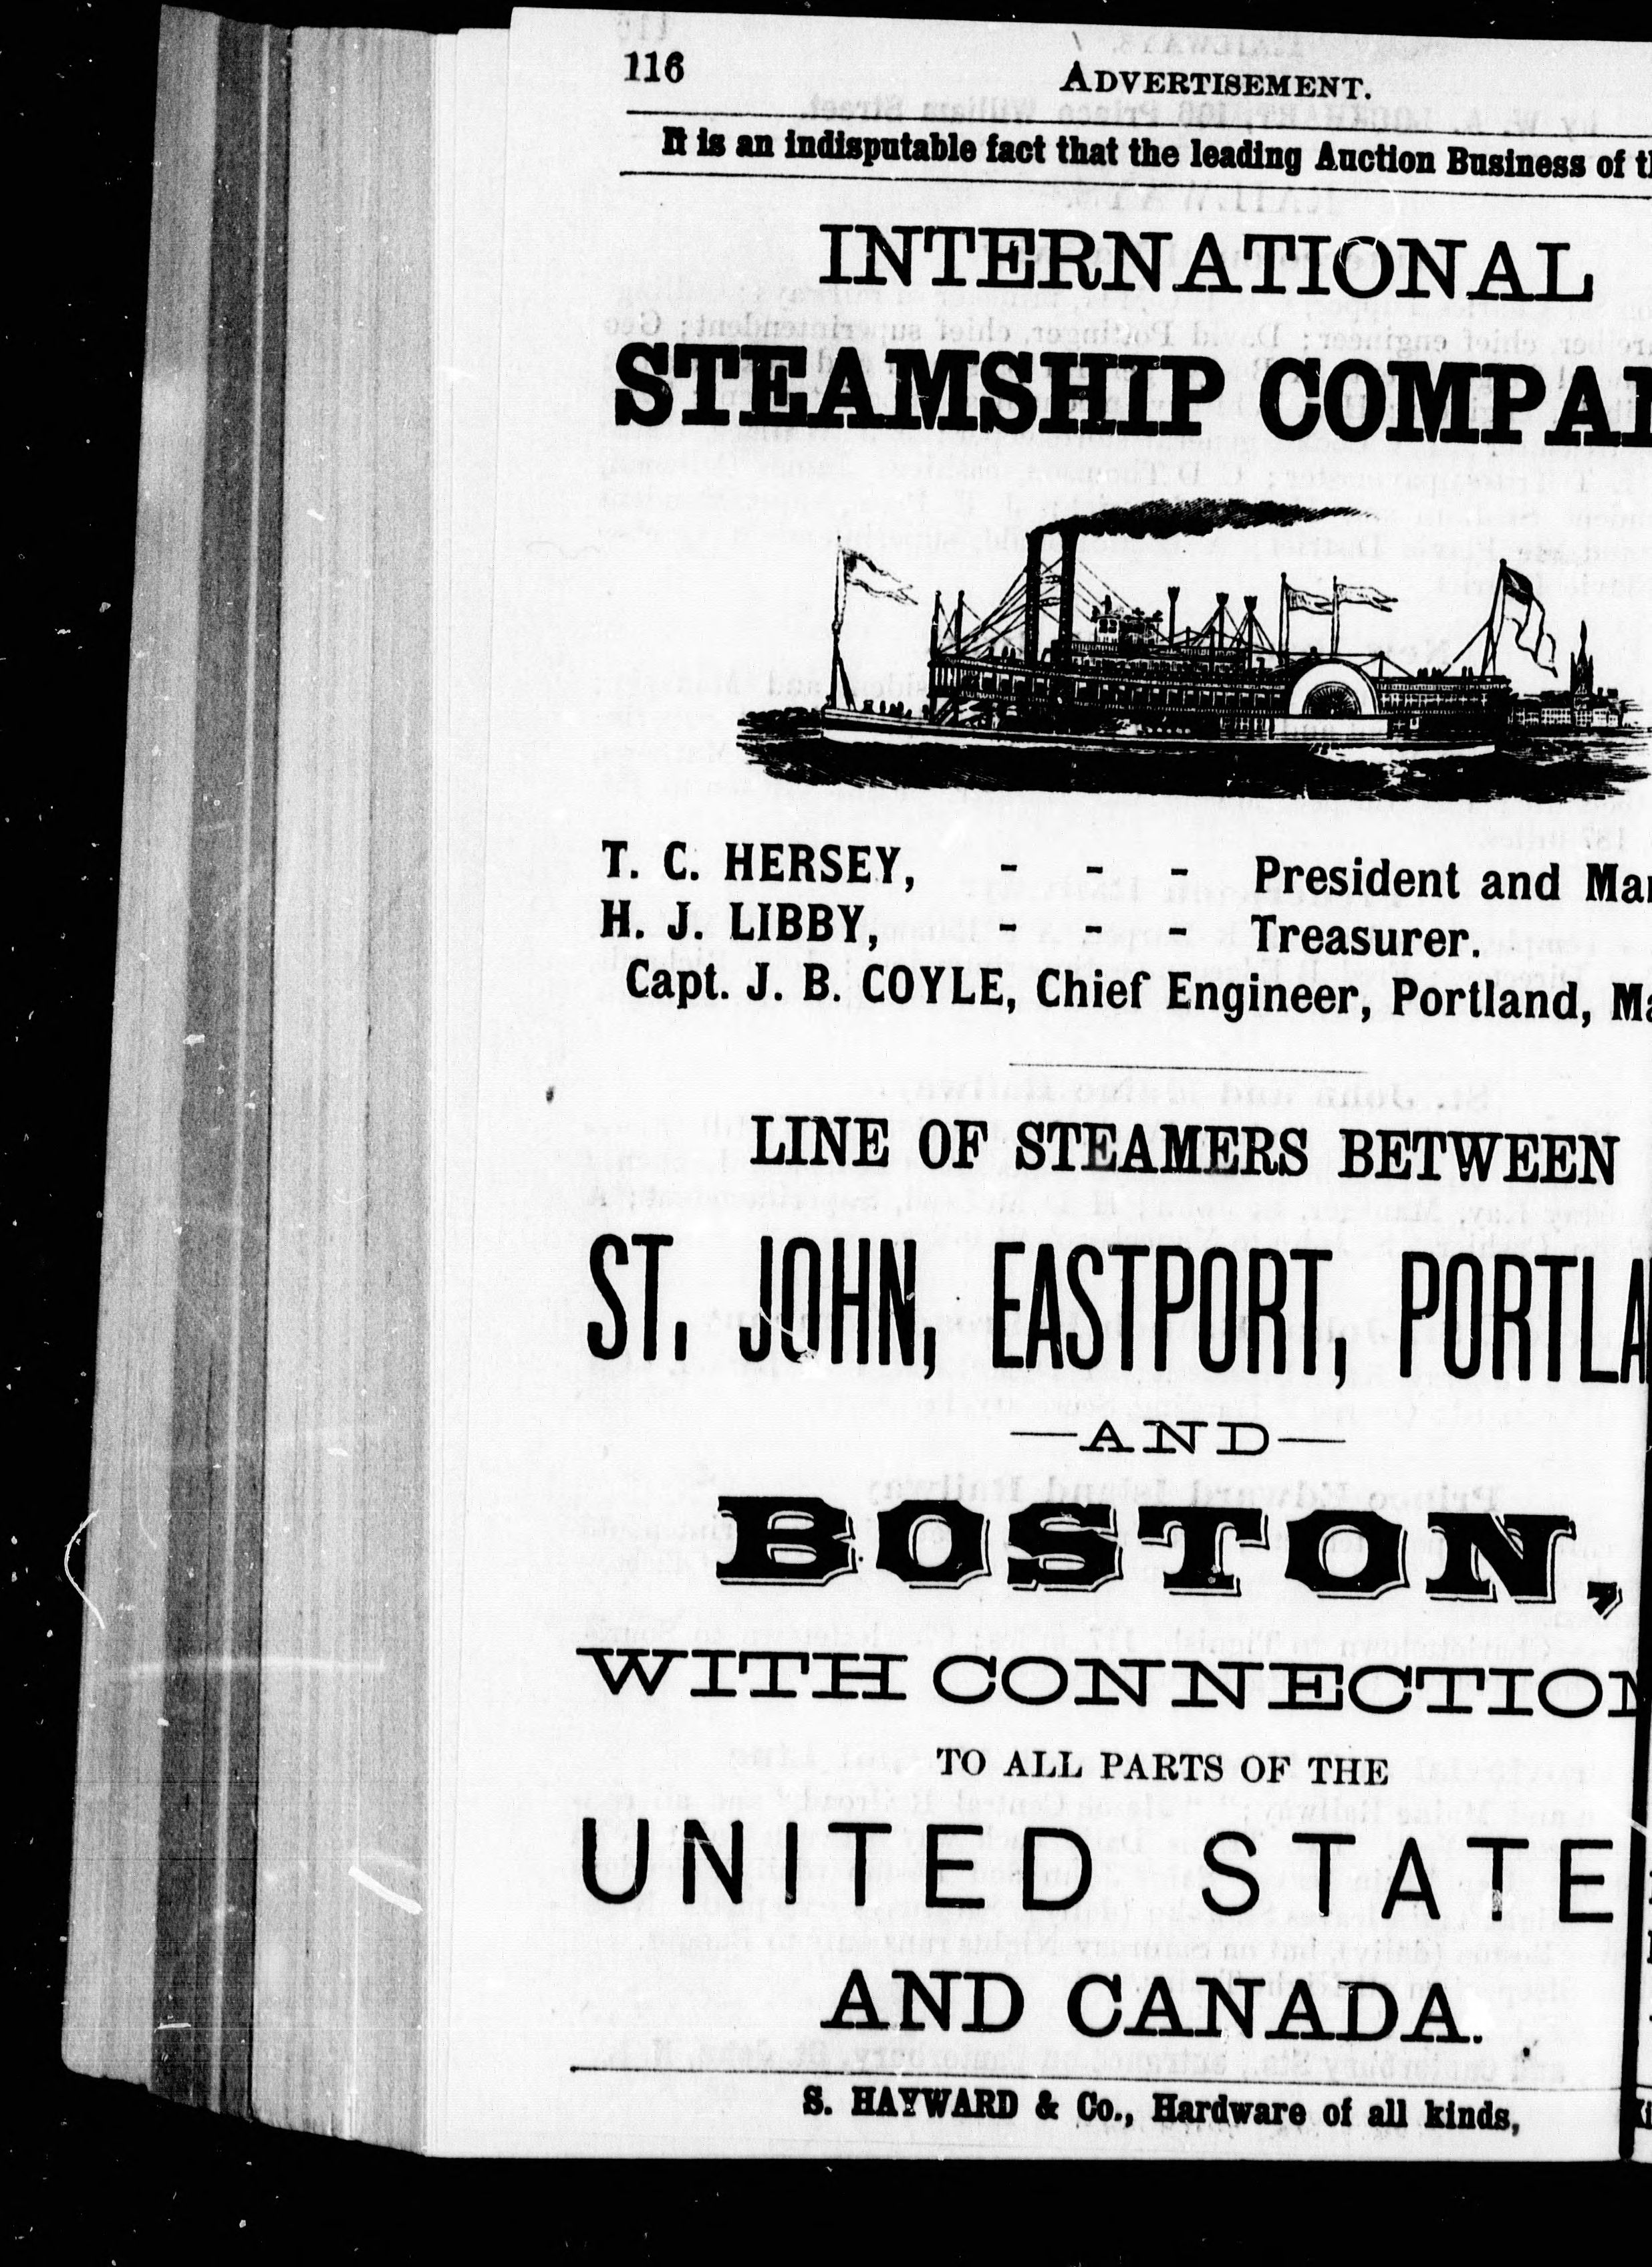 116
ADVERTISEMENT.
It is an indisputable fact that the leading Auction Business of
INTERNATIONAL
STEAMSHIP COMPA
T. C. HERSEY, - - - President and Ma
H. J. LIBBY, - - - Treasurer.
Capt. J. B. COYLE, Chief Engineer, Portland, M
LINE OF STEAMERS BETWEEN
ST. JOHN, EASTPORT, PORTLA
—AND—
BOSTON,
WITH CONNECTION
TO ALL PARTS OF THE
UNITED STATE
AND CANADA.
S. HAYWARD & Co., Hardware of all kinds,